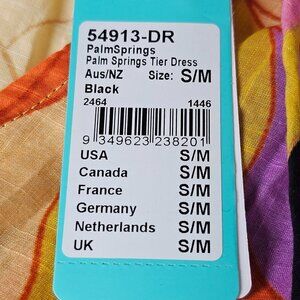 54913-DR
PalmSprings
Palm Springs Tier Dress
Aus/NZ Size: S/M
Black
2464 1446
9 349623 238201
USA S/M
Canada S/M
France S/M
Germany S/M
Netherlands S/M
UK S/M